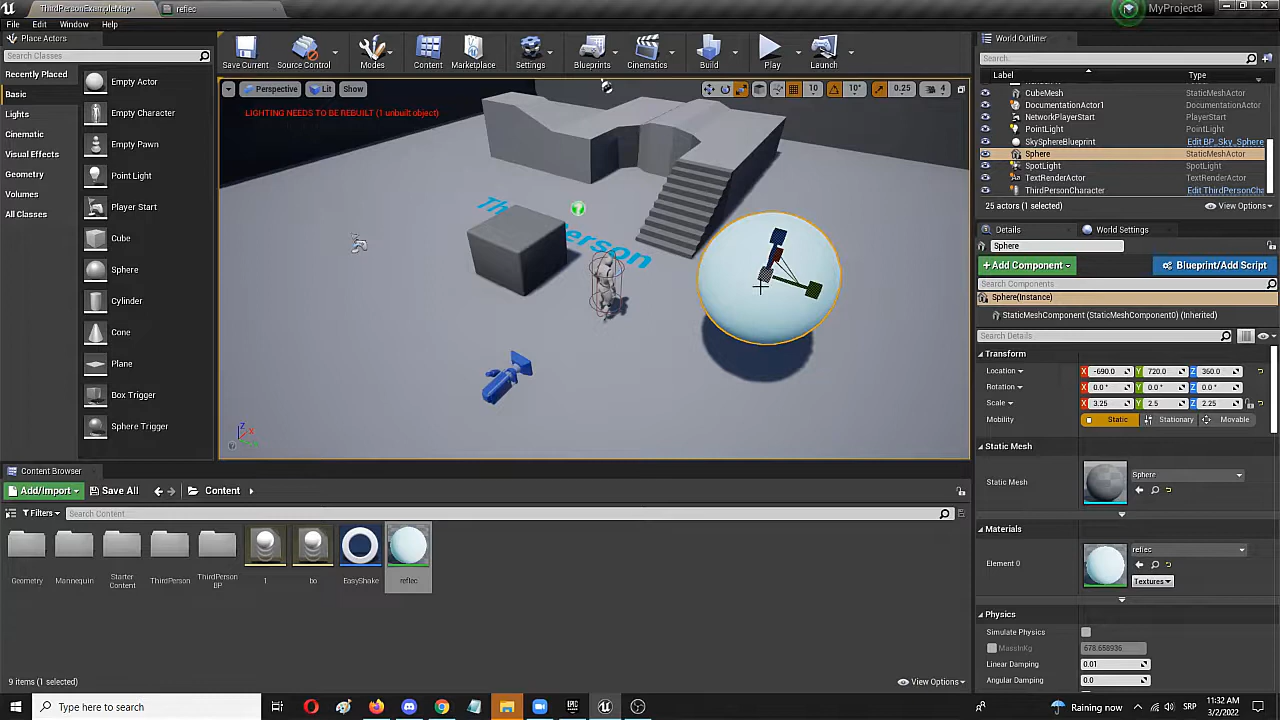 ThirdPersonExampleMap*
reflec
MyProject8
File
Edit
Window
Help
Place Actors
Search Classes
Recently Placed
Basic
Lights
Cinematic
Visual Effects
Geometry
Volumes
All Classes
Empty Actor
Empty Character
Empty Pawn
Point Light
Player Start
Cube
Sphere
Cylinder
Cone
Plane
Box Trigger
Sphere Trigger
Save Current
Source Control
Modes
Content
Marketplace
Settings
Blueprints
Cinematics
Build
Play
Launch
Perspective
Lit
Show
10
10°
0.25
4
LIGHTING NEEDS TO BE REBUILT (1 unbuilt object)
World Outliner
Search...
Label
Type
CubeMesh
StaticMeshActor
DocumentationActor1
DocumentationActor
NetworkPlayerStart
PlayerStart
PointLight
PointLight
SkySphereBlueprint
Edit BP_Sky_Sphere
Sphere
StaticMeshActor
SpotLight
SpotLight
TextRenderActor
TextRenderActor
ThirdPersonCharacter
Edit ThirdPersonCha
25 actors (1 selected)
View Options
Details
World Settings
Sphere
Add Component
Blueprint/Add Script
Search Components
Sphere(Instance)
StaticMeshComponent (StaticMeshComponent0) (Inherited)
Search Details
Transform
Location
X
-690.0
Y
720.0
Z
360.0
Rotation
X
0.0 °
Y
0.0 °
Z
0.0 °
Scale
X
3.25
Y
2.5
Z
2.25
Mobility
Static
Stationary
Movable
Static Mesh
Static Mesh
Sphere
Materials
Element 0
reflec
Textures
Physics
Simulate Physics
MassInKg
678.658936
Linear Damping
0.01
Angular Damping
0.0
Content Browser
Add/Import
Save All
Content
Filters
Search Content
Geometry
Mannequin
Starter
Content
ThirdPerson
ThirdPerson
BP
1
bo
EasyShake
reflec
9 items (1 selected)
View Options
Type here to search
Raining now
SR
11:32 AM
3/2/2022